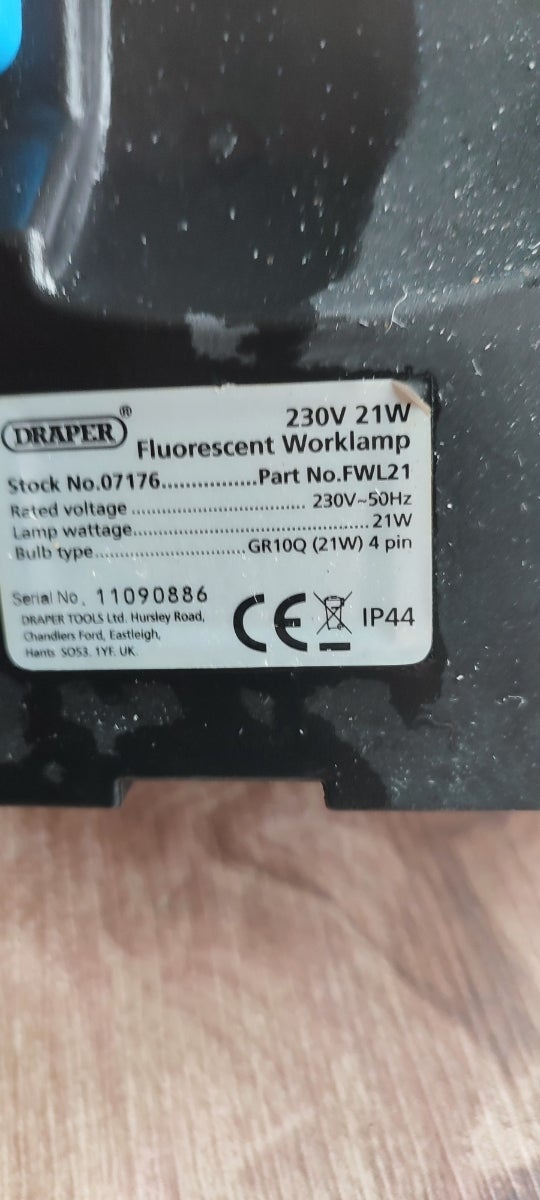 DRAPER®
230V 21W
Fluorescent Worklamp
Stock No.07176................Part No.FWL21
Rated voltage ............................ 230V~50Hz
Lamp wattage......................................21W
Bulb type........................GR10Q (21W) 4 pin
Serial No. 11090886
DRAPER TOOLS Ltd. Hursley Road,
Chandlers Ford, Eastleigh,
Hants SO53. 1YF. UK.
CE IP44